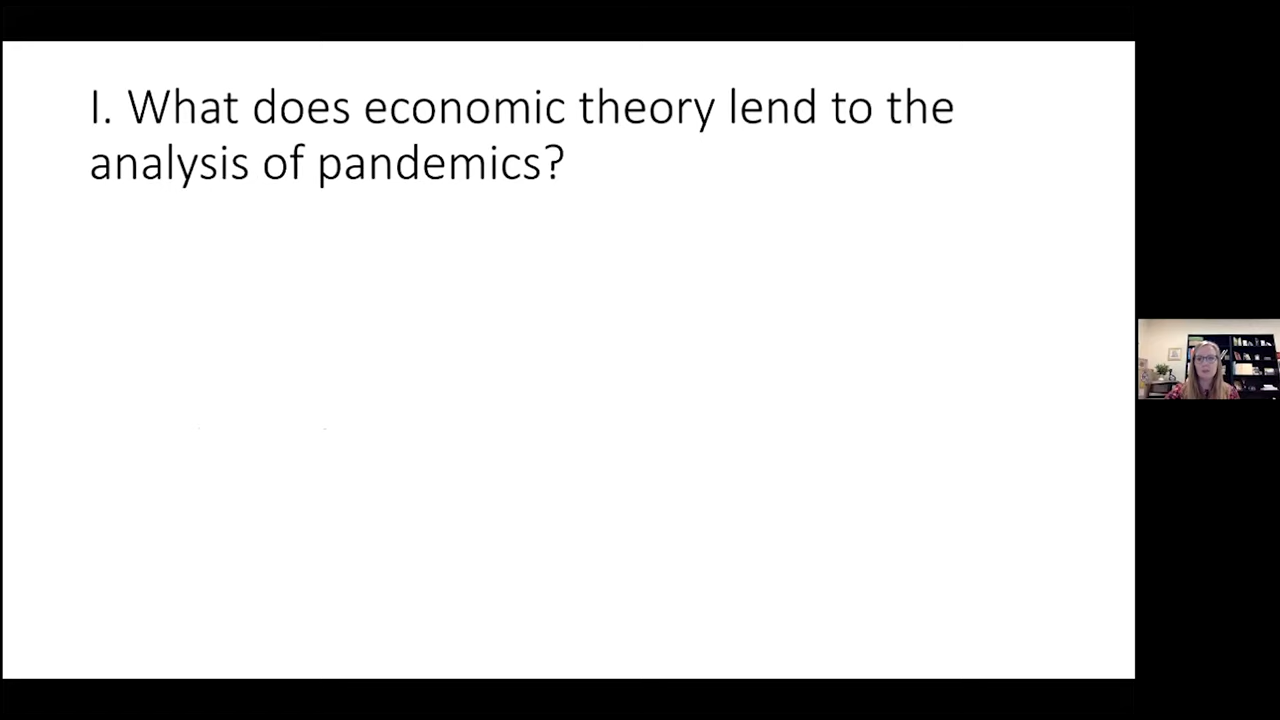 I. What does economic theory lend to the
analysis of pandemics?